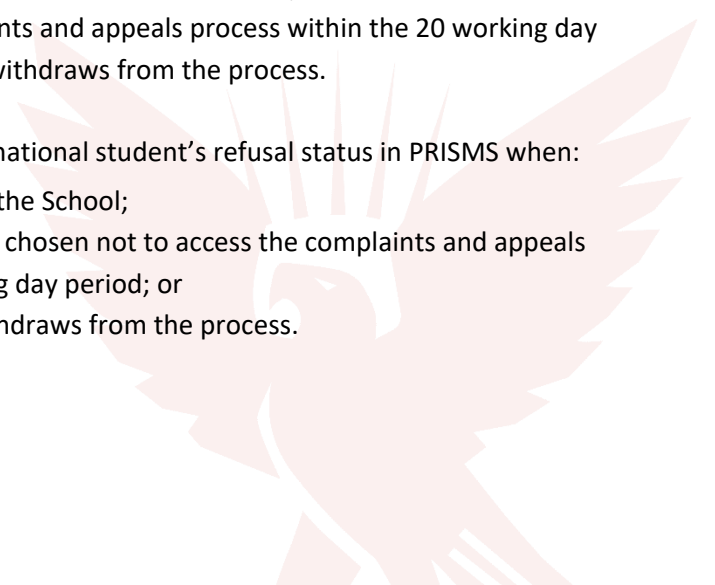 nts and appeals process within the 20 working day
withdraws from the process.
national student's refusal status in PRISMS when:
the School;
chosen not to access the complaints and appeals
g day period; or
hdraws from the process.